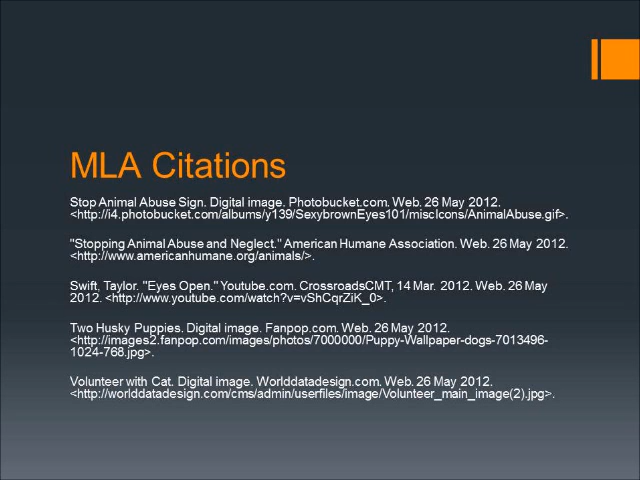 MLA Citations
Stop Animal Abuse Sign. Digital image. Photobucket.com. Web. 26 May 2012.
<http://i4.photobucket.com/albums/y139/SexybrownEyes101/miscIcons/AnimalAbuse.gif>.
"Stopping Animal Abuse and Neglect." American Humane Association. Web. 26 May 2012.
<http://www.americanhumane.org/animals/>.
Swift, Taylor. "Eyes Open." Youtube.com. CrossroadsCMT, 14 Mar. 2012. Web. 26 May
2012. <http://www.youtube.com/watch?v=vShCqrZiK_0>.
Two Husky Puppies. Digital image. Fanpop.com. Web. 26 May 2012.
<http://images2.fanpop.com/images/photos/7000000/Puppy-Wallpaper-dogs-7013496-
1024-768.jpg>.
Volunteer with Cat. Digital image. Worlddatadesign.com. Web. 26 May 2012.
<http://worlddatadesign.com/cms/admin/userfiles/image/Volunteer_main_image(2).jpg>.